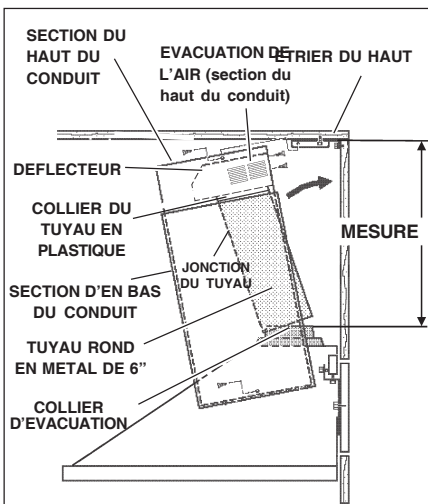 SECTION DU
HAUT DU
CONDUIT
EVACUATION DE
L'AIR (section du
haut du conduit)
ETRIER DU HAUT
DEFLECTEUR
COLLIER DU
TUYAU EN
PLASTIQUE
JONCTION
DU TUYAU
MESURE
SECTION D'EN BAS
DU CONDUIT
TUYAU ROND
EN METAL DE 6”
COLLIER
D'EVACUATION